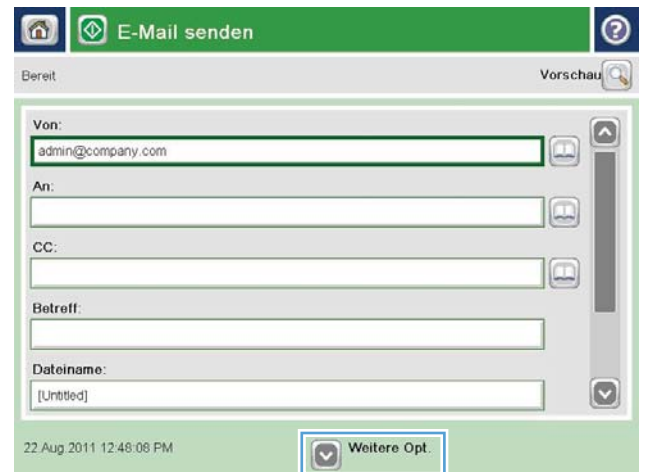 E-Mail senden
Bereit
Vorschau
Von:
admin@company.com
An:
CC:
Betreff:
Dateiname:
[Untitled]
22 Aug 2011 12:48:08 PM
Weitere Opt.